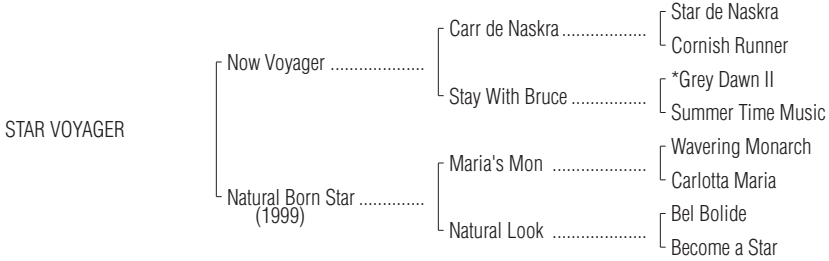 Star de Naskra
Carr de Naskra..................
Cornish Runner
Now Voyager ....................
*Grey Dawn II
Stay With Bruce................
Summer Time Music
STAR VOYAGER
Wavering Monarch
Maria's Mon ....................
Carlotta Maria
Natural Born Star ..............
(1999)
Bel Bolide
Natural Look ....................
Become a Star